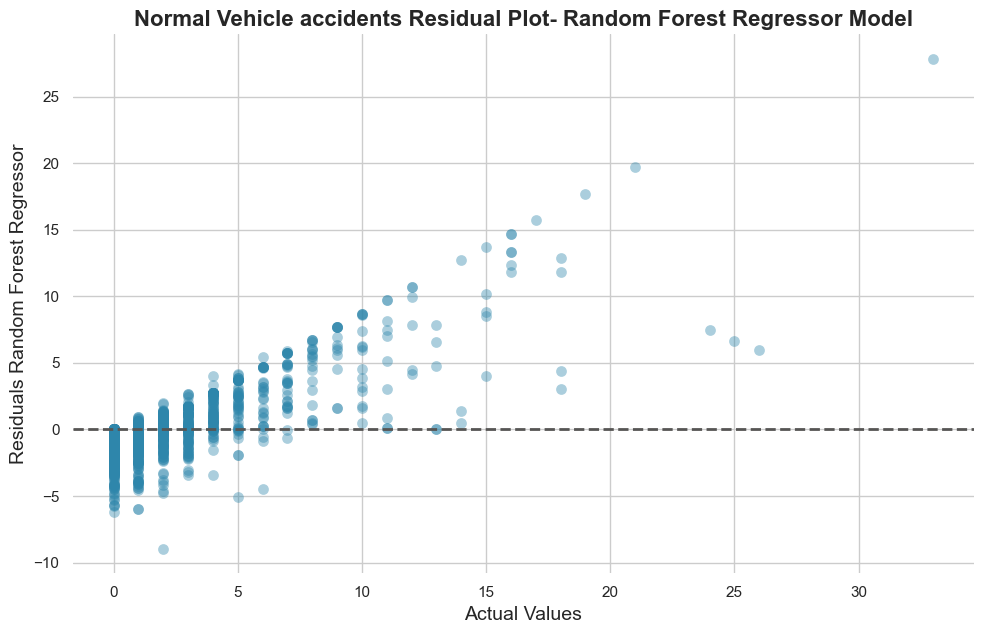 Normal Vehicle accidents Residual Plot- Random Forest Regressor Model
Residuals Random Forest Regressor
25
20
15
10
5
0
−5
−10
0 5 10 15 20 25 30
Actual Values